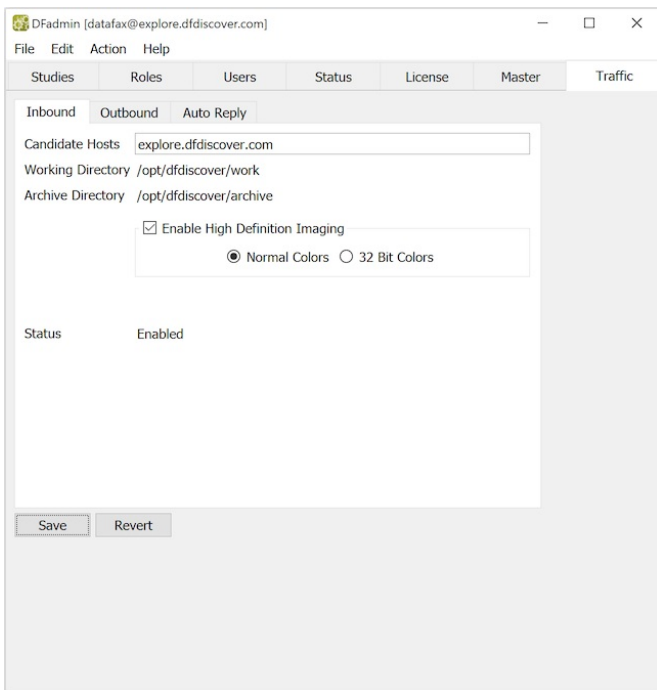 DFadmin [datafax@explore.dfdiscover.com]
File Edit Action Help
Studies Roles Users Status License Master Traffic
Inbound Outbound Auto Reply
Candidate Hosts explore.dfdiscover.com
Working Directory /opt/dfdiscover/work
Archive Directory /opt/dfdiscover/archive
Enable High Definition Imaging
Normal Colors 32 Bit Colors
Status Enabled
Save Revert